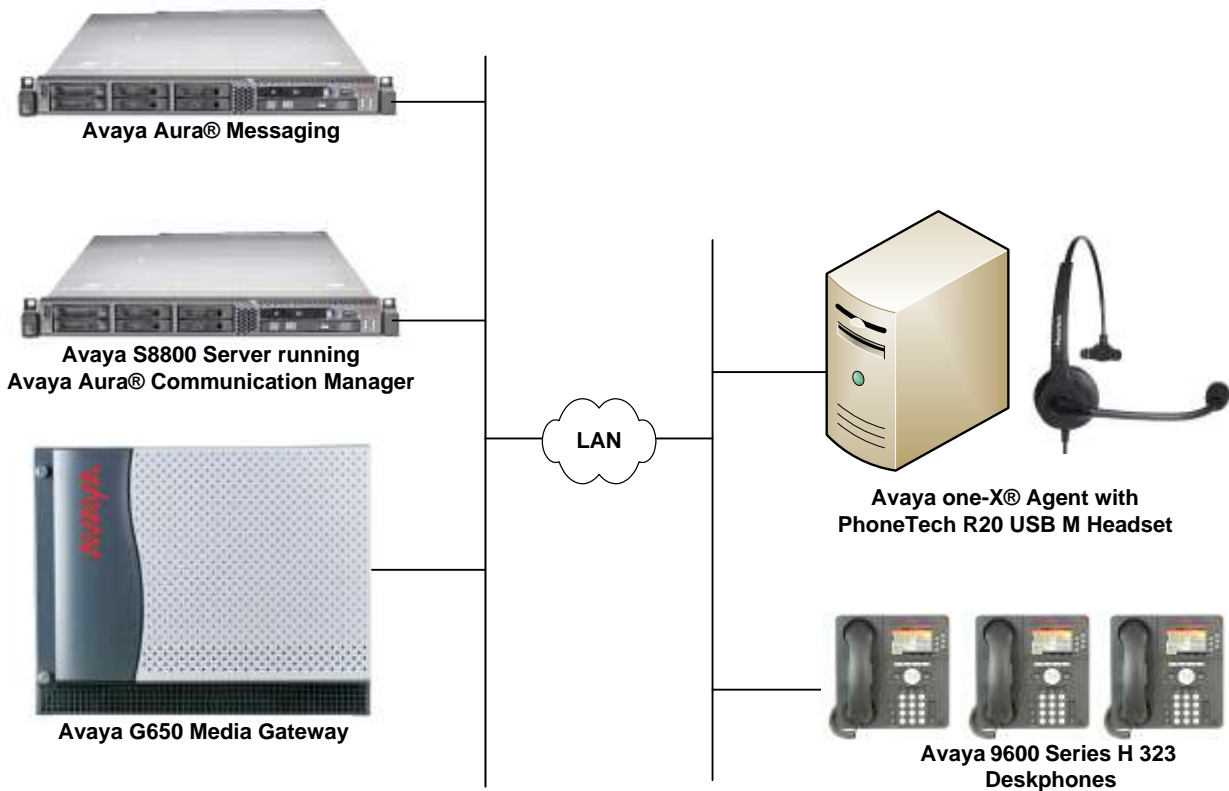 Avaya Aura® Messaging
Avaya S8800 Server running
Avaya Aura® Communication Manager
AVAYA
Avaya G650 Media Gateway
LAN
Avaya one-X® Agent with
PhoneTech R20 USB M Headset
Avaya 9600 Series H 323
Deskphones